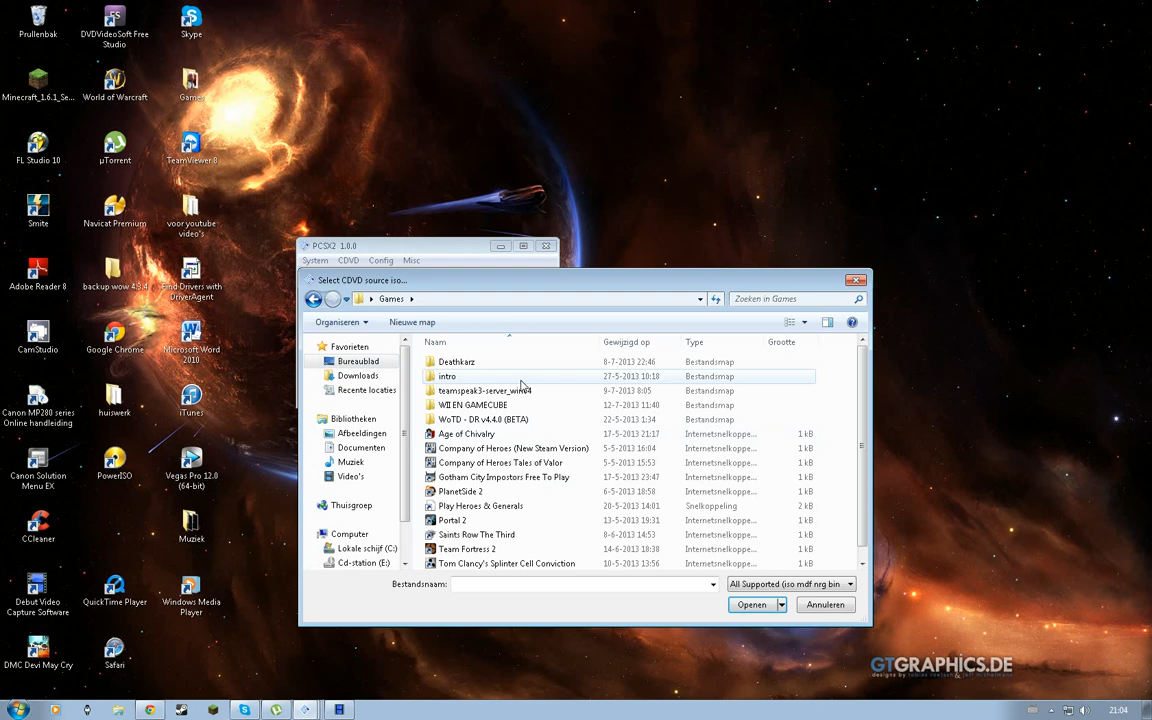 Prullenbak
DVDVideoSoft Free Studio
Skype
Minecraft_1.6.1_Se...
World of Warcraft
Games
FL Studio 10
µTorrent
TeamViewer 8
Smite
Navicat Premium
voor youtube video's
Adobe Reader 8
backup wow 4.3.4
Find Drivers with DriverAgent
CamStudio
Google Chrome
Microsoft Word 2010
Canon MP280 series Online handleiding
huiswerk
iTunes
Canon Solution Menu EX
PowerISO
Vegas Pro 12.0 (64-bit)
CCleaner
Muziek
Debut Video Capture Software
QuickTime Player
Windows Media Player
DMC Devi May Cry
Safari
PCSX2 1.0.0
System CDVD Config Misc
Select CDVD source iso...
Games
Zoeken in Games
Organiseren Nieuwe map
Favorieten
Bureaublad
Downloads
Recente locaties
Bibliotheken
Afbeeldingen
Documenten
Muziek
Video's
Thuisgroep
Computer
Lokale schijf (C:)
Cd-station (E:)
Naam Gewijzigd op Type Grootte
Deathkarz 8-7-2013 22:46 Bestandsmap
intro 27-5-2013 10:18 Bestandsmap
9-7-2013 8:05 Bestandsmap
WII EN GAMECUBE 12-7-2013 11:40 Bestandsmap
WoTD - DR v4.4.0 (BETA) 22-5-2013 1:34 Bestandsmap
Age of Chivalry 17-5-2013 21:17 Internetsnelkoppe... 1 kB
Company of Heroes (New Steam Version) 5-5-2013 16:04 Internetsnelkoppe... 1 kB
Company of Heroes Tales of Valor 5-5-2013 15:53 Internetsnelkoppe... 1 kB
Gotham City Impostors Free To Play 17-5-2013 23:47 Internetsnelkoppe... 1 kB
PlanetSide 2 6-5-2013 18:58 Internetsnelkoppe... 1 kB
Play Heroes & Generals 20-5-2013 14:01 Snelkoppeling 2 kB
Portal 2 13-5-2013 19:31 Internetsnelkoppe... 1 kB
Saints Row The Third 8-6-2013 14:53 Internetsnelkoppe... 1 kB
Team Fortress 2 14-6-2013 18:38 Internetsnelkoppe... 1 kB
Tom Clancy's Splinter Cell Conviction 10-5-2013 13:56 Internetsnelkoppe... 1 kB
Bestandsnaam: All Supported (iso mdf nrg bin
Openen Annuleren
GTGRAPHICS.DE
21:04